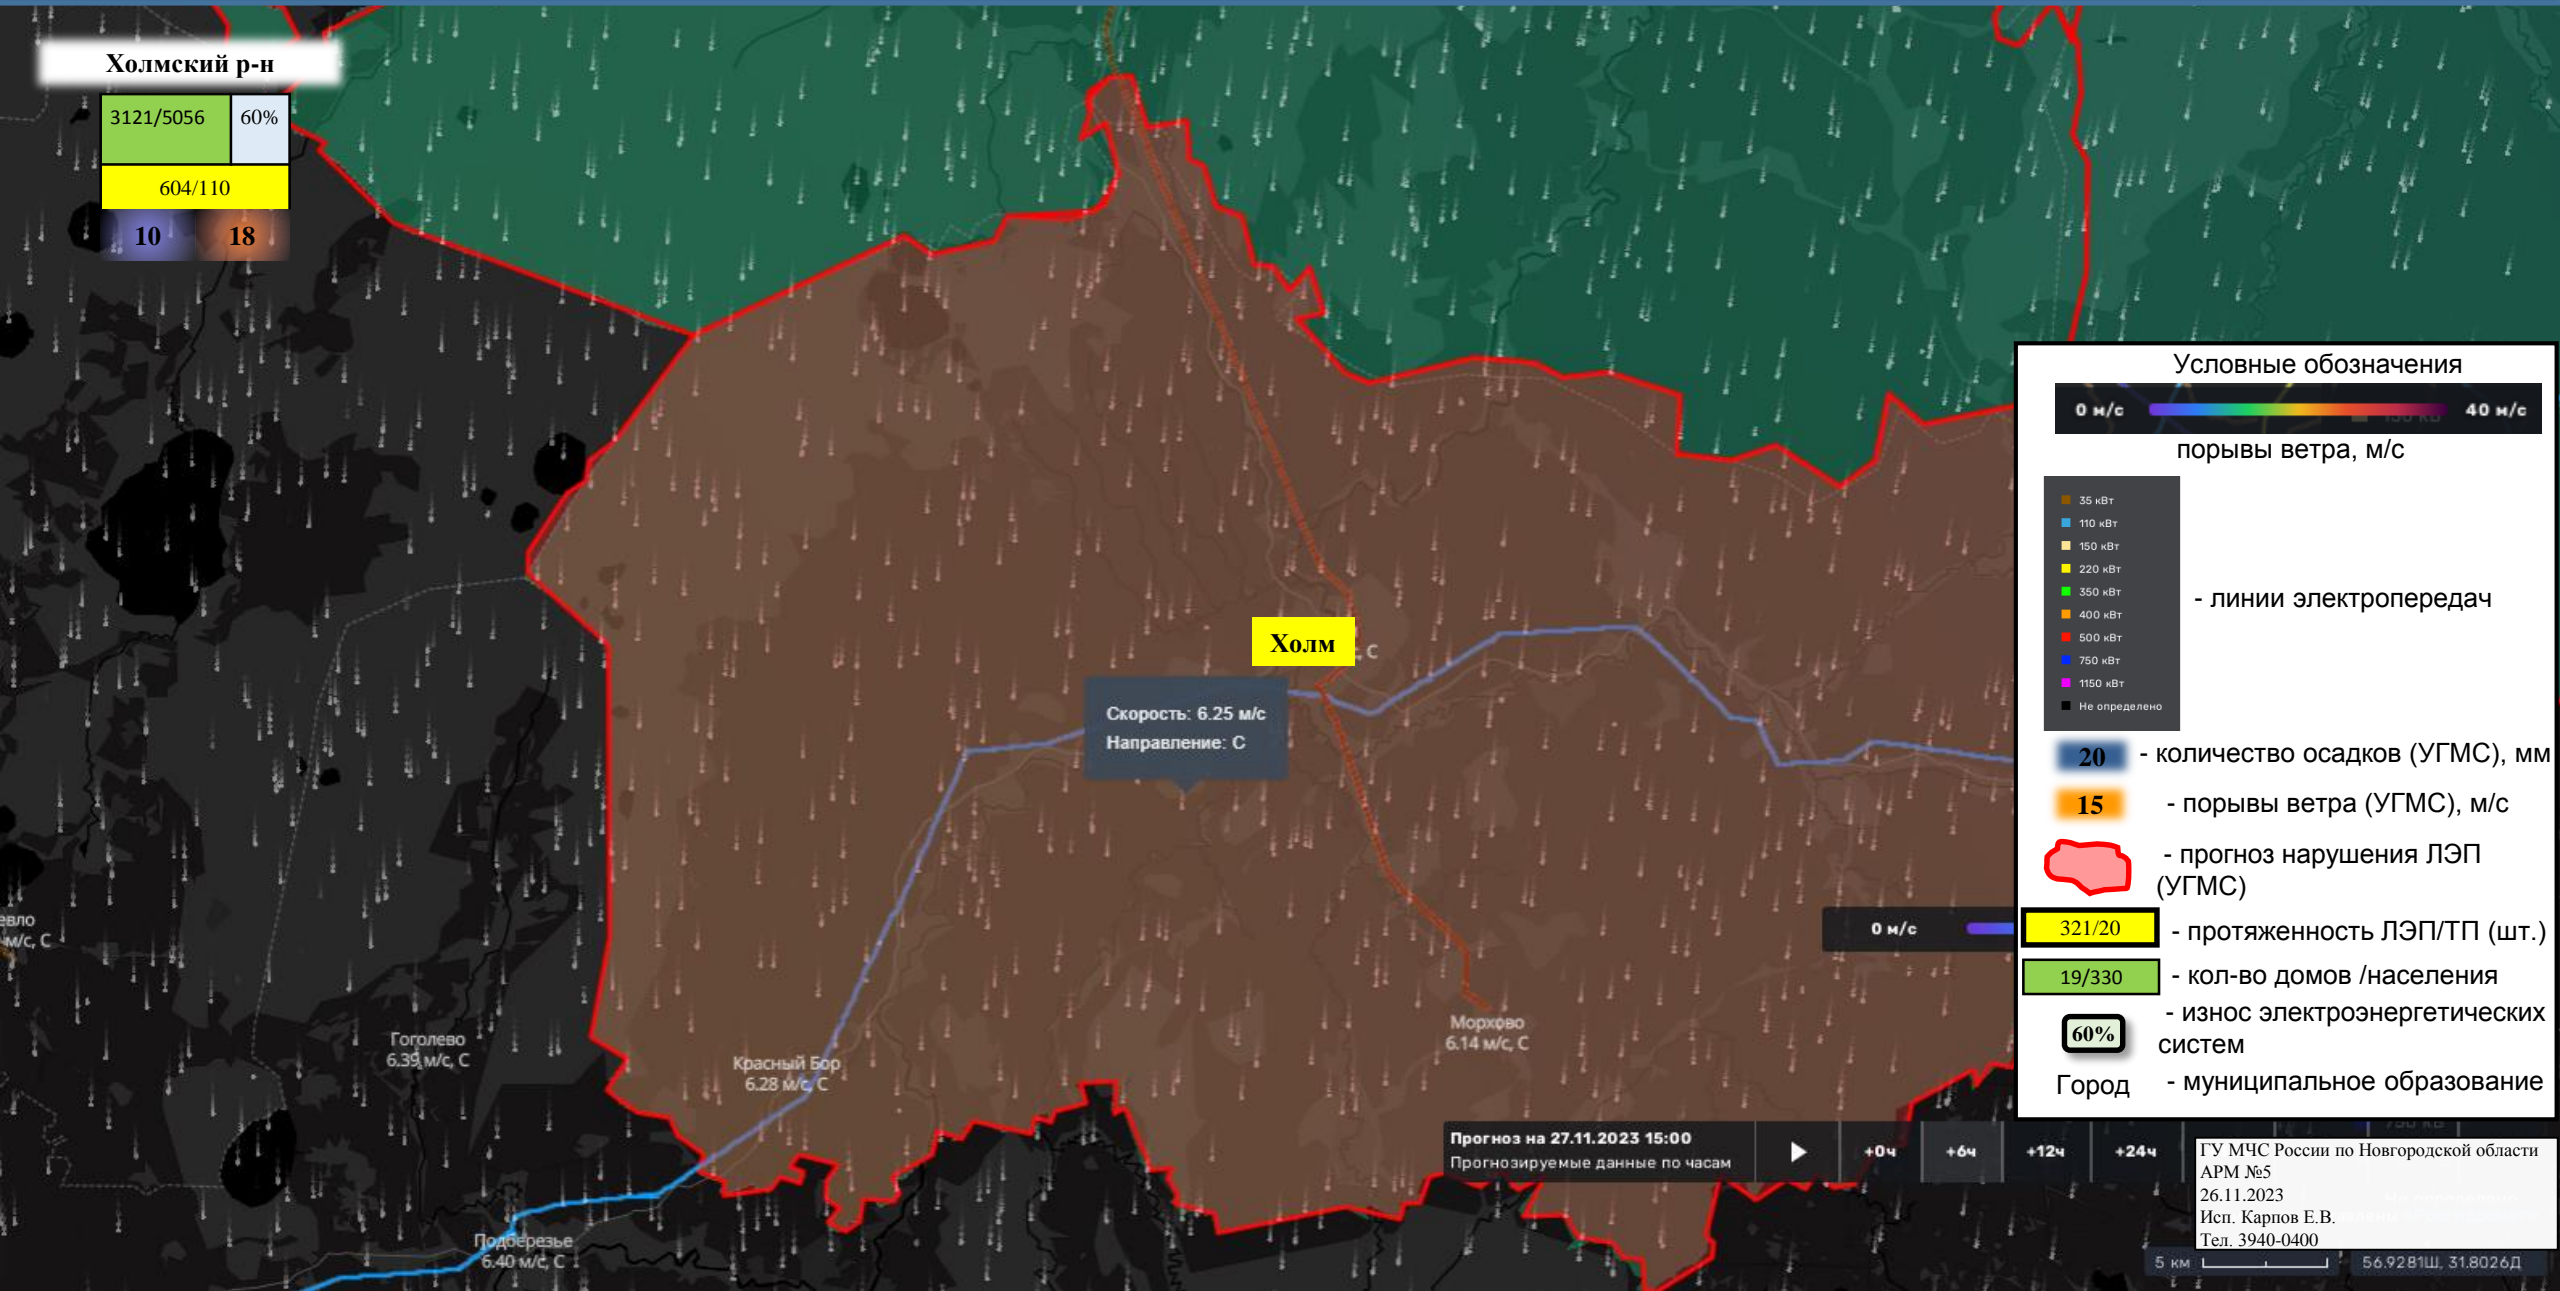 Холмский р-н
3121/5056
60%
604/110
10
18
Холм
, С
Скорость: 6.25 м/с
Направление: С
м/с, С
Гоголево
6.39 м/с, С
Красный Бор
6.28 м/с, С
Морхово
6.14 м/с, С
Подберезье
6.40 м/с, С
0 м/с
Условные обозначения
0 м/с
40 м/с
порывы ветра, м/с
35 кВт
110 кВт
150 кВт
220 кВт
350 кВт
400 кВт
500 кВт
750 кВт
1150 кВт
Не определено
- линии электропередач
20 - количество осадков (УГМС), мм
15 - порывы ветра (УГМС), м/с
- прогноз нарушения ЛЭП
(УГМС)
321/20 - протяженность ЛЭП/ТП (шт.)
19/330 - кол-во домов /населения
60% - износ электроэнергетических
систем
Город - муниципальное образование
Прогноз на 27.11.2023 15:00
Прогнозируемые данные по часам
+0ч
+6ч
+12ч
+24ч
ГУ МЧС России по Новгородской области
АРМ №5
26.11.2023
Исп. Карпов Е.В.
Тел. 3940-0400
5 км
56.9281Ш, 31.8026Д